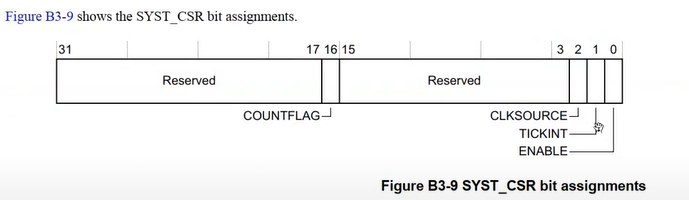 Figure B3-9 shows the SYST_CSR bit assignments.
31 17 16 15 3 2 1 0
Reserved Reserved
COUNTFLAG CLKSOURCE
TICKINT
ENABLE
Figure B3-9 SYST_CSR bit assignments